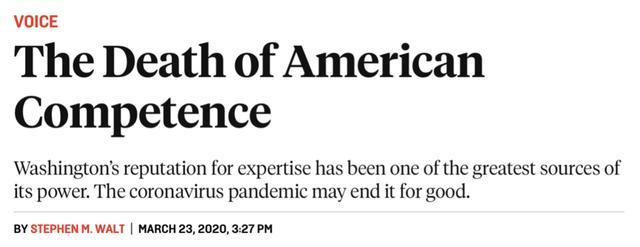 VOICE
The Death of American
Competence
Washington's reputation for expertise has been one of the greatest sources of
its power. The coronavirus pandemic may end it for good.
BY STEPHEN M. WALT | MARCH 23, 2020, 3:27 PM